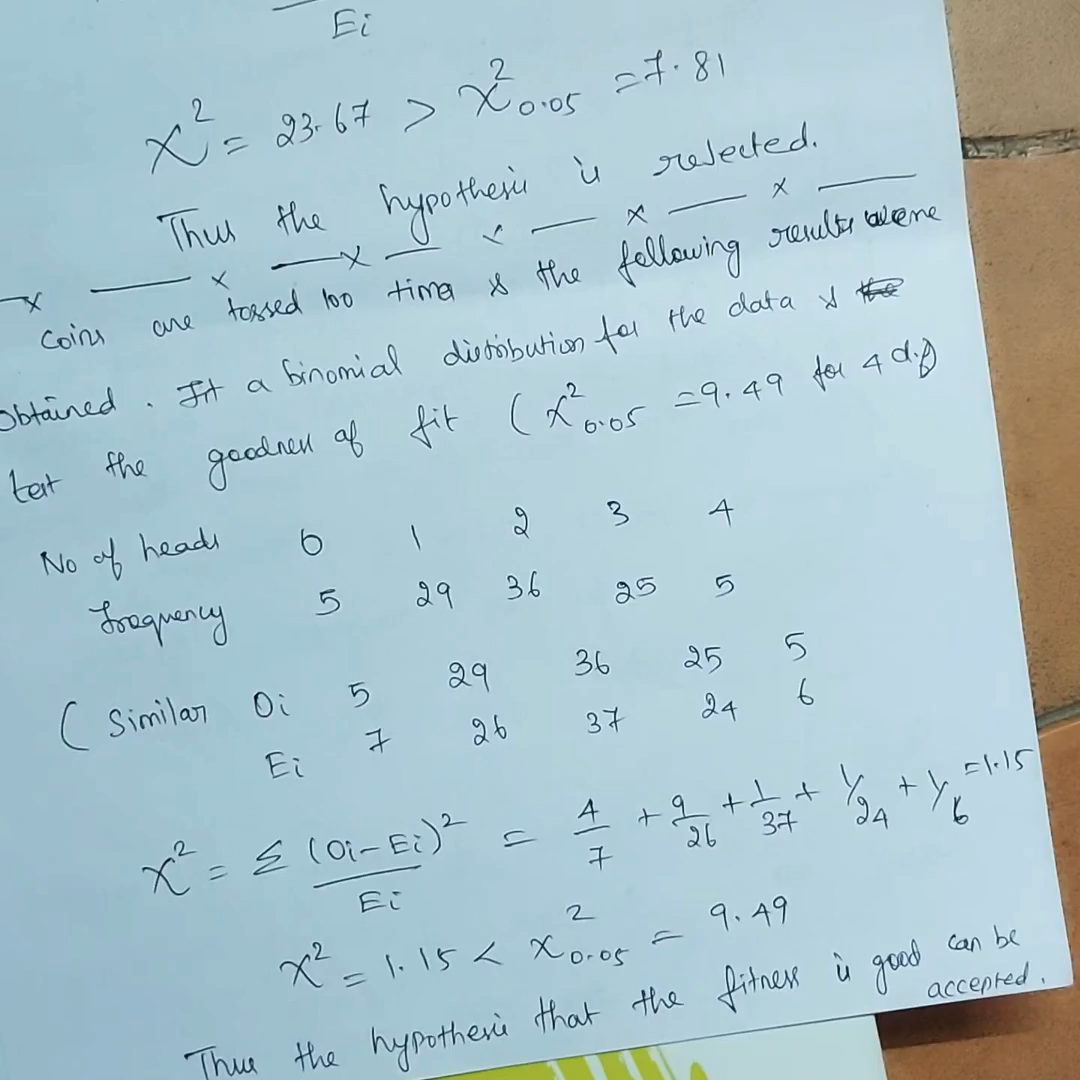 Ei
χ² = 23.67 > χ²0.05 = 7.81
Thus the hypothesis is rejected.
x — x — x — < — x — x —
Coins are tossed 100 times & the following results were
obtained. Fit a binomial distribution for the data &
test the goodness of fit (χ²0.05 = 9.49 for 4 d.f)
No of heads 0 1 2 3 4
frequency 5 29 36 25 5
(Similar Oi 5 29 36 25 5
Ei 7 26 37 24 6
χ² = Σ (Oi-Ei)²/Ei = 4/7 + 9/26 + 1/37 + 1/24 + 1/6 = 1.15
χ² = 1.15 < χ²0.05 = 9.49
Thus the hypothesis that the fitness is good can be
accepted.